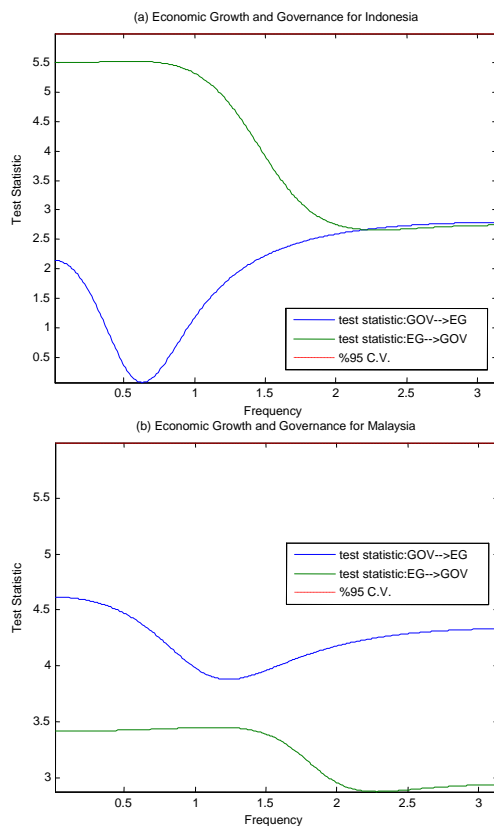 (a) Economic Growth and Governance for Indonesia
5.5
5
4.5
4
3.5
3
2.5
2
1.5
1
0.5
Test Statistic
test statistic:GOV-->EG
test statistic:EG-->GOV
%95 C.V.
0.5 1 1.5 2 2.5 3
Frequency
(b) Economic Growth and Governance for Malaysia
5.5
5
4.5
4
3.5
3
Test Statistic
test statistic:GOV-->EG
test statistic:EG-->GOV
%95 C.V.
0.5 1 1.5 2 2.5 3
Frequency